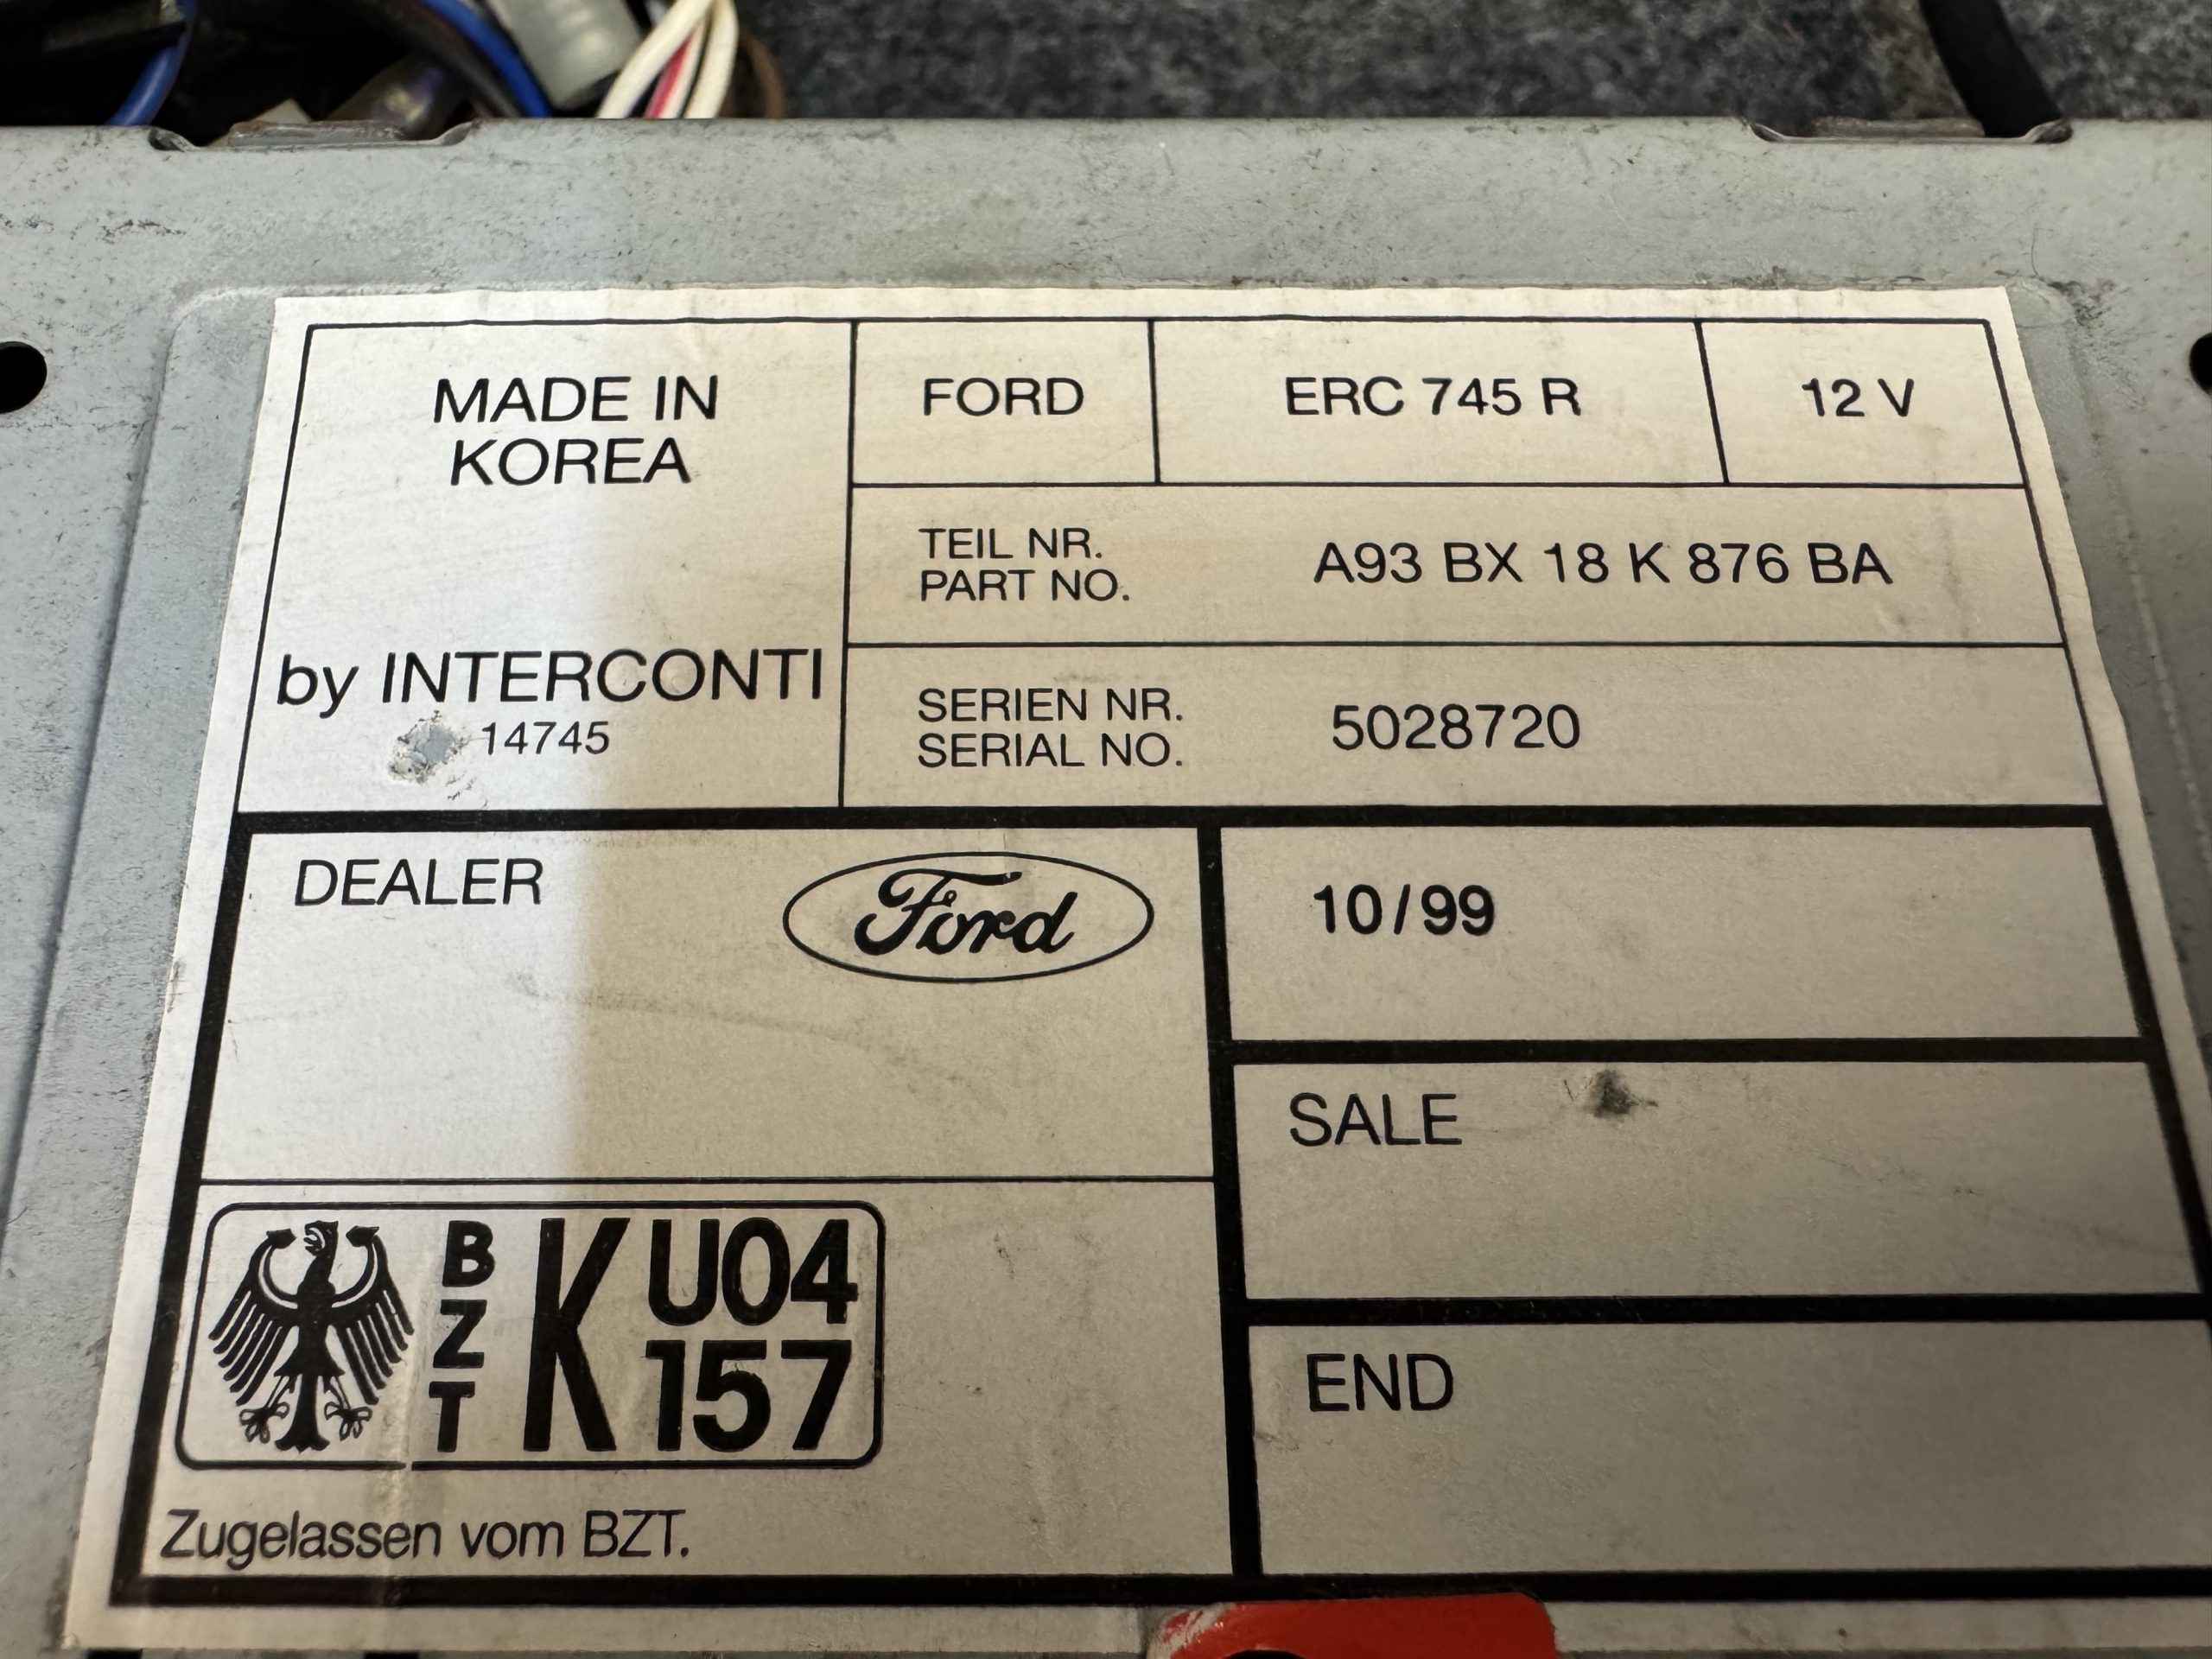 MADE IN
KOREA
by INTERCONTI
14745
FORD
ERC 745 R
12 V
TEIL NR.
PART NO.
A93 BX 18 K 876 BA
SERIEN NR.
SERIAL NO.
5028720
DEALER
Ford
10/99
SALE
END
BZT
K
U04
157
Zugelassen vom BZT.